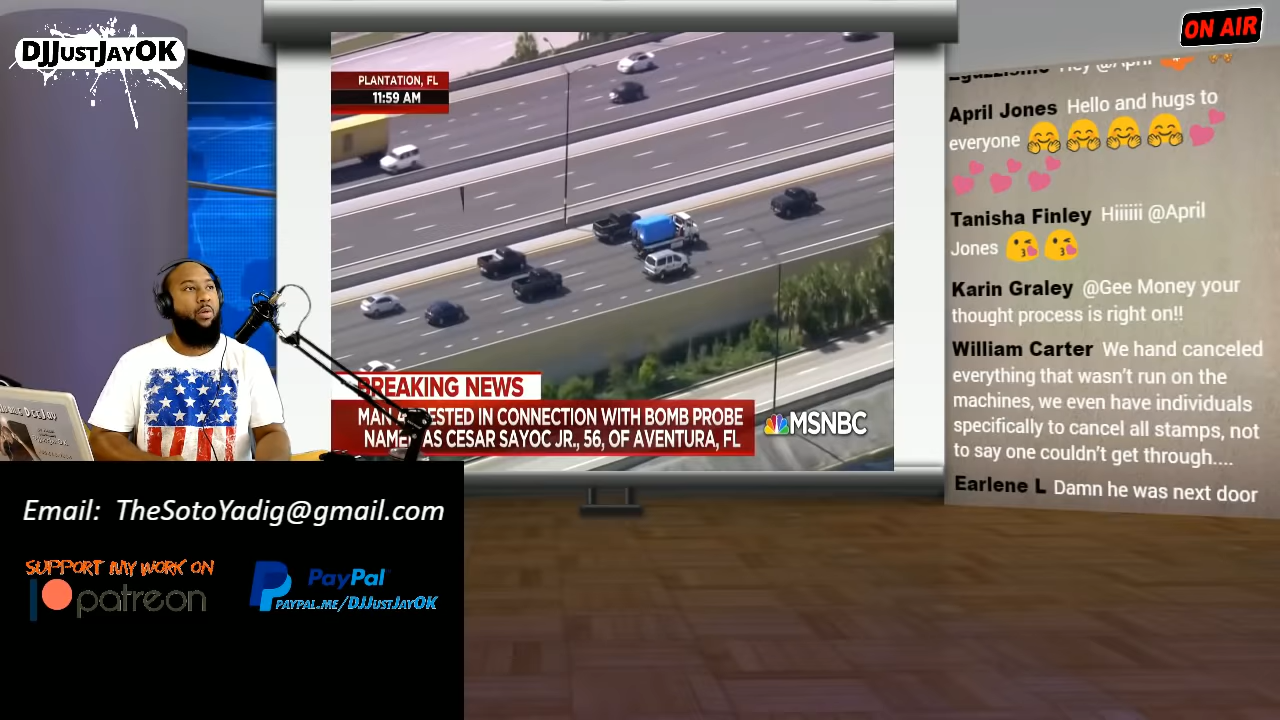 DJJustJayOK
ON AIR
PLANTATION, FL
11:59 AM
BREAKING NEWS
MAN ARRESTED IN CONNECTION WITH BOMB PROBE
NAMED AS CESAR SAYOC JR., 56, OF AVENTURA, FL
MSNBC
Hey @April
April Jones Hello and hugs to
everyone
Tanisha Finley Hiiiiii @April
Jones
Karin Graley @Gee Money your
thought process is right on!!
William Carter We hand canceled
everything that wasn't run on the
machines, we even have individuals
specifically to cancel all stamps, not
to say one couldn't get through....
Earlene L Damn he was next door
Email: TheSotoYadig@gmail.com
SUPPORT MY WORK ON
patreon
PayPal
PAYPAL.ME/DJJUSTJAYOK